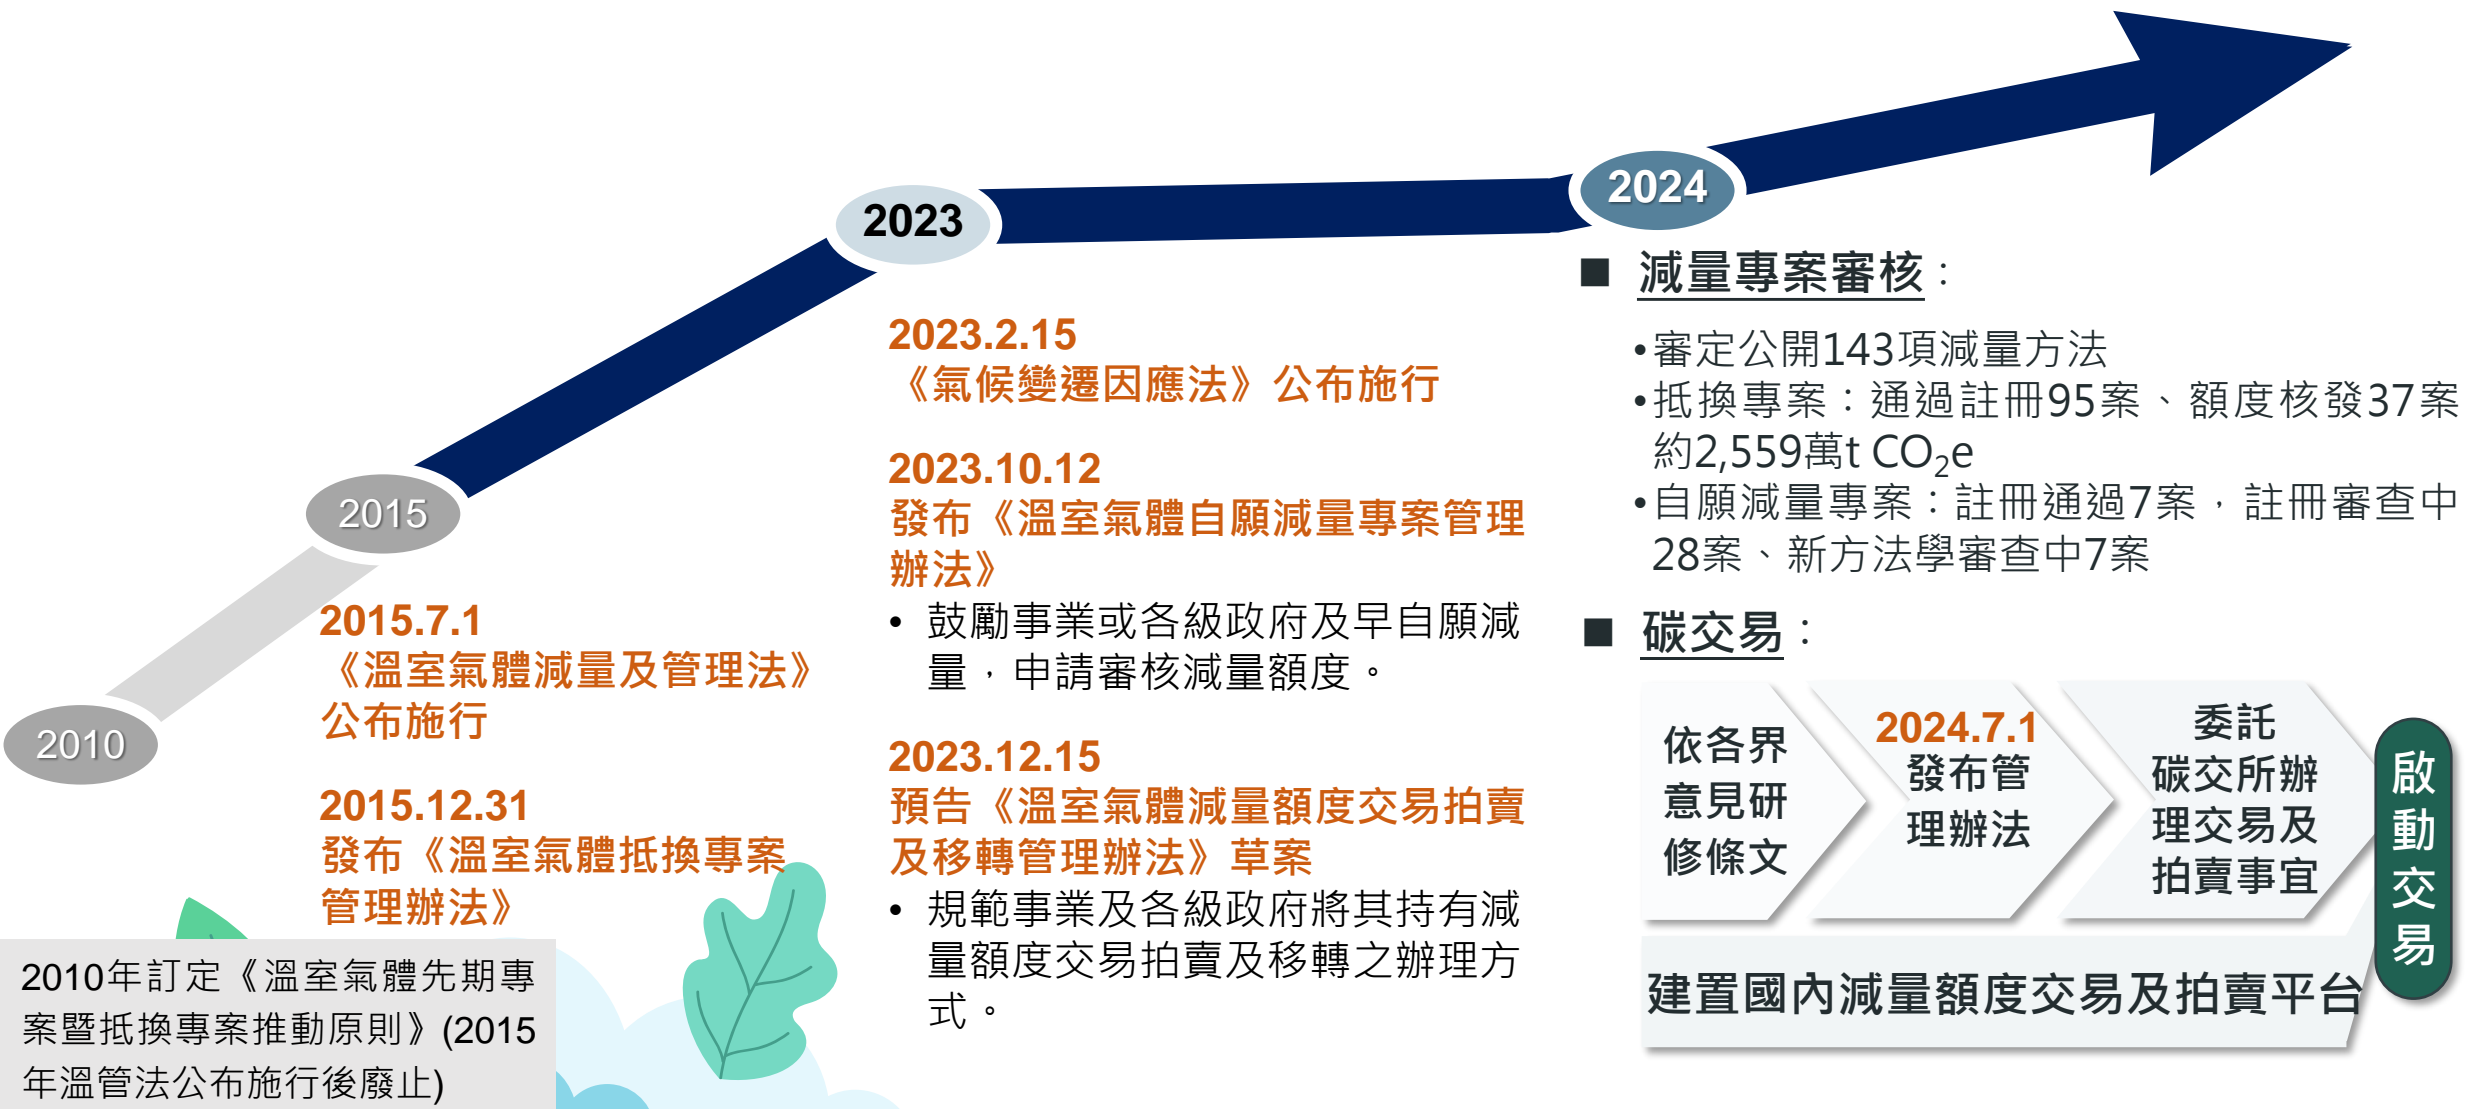 2010
2015
2023
2024
2015.7.1
《溫室氣體減量及管理法》
公布施行
2015.12.31
發布《溫室氣體抵換專案
管理辦法》
2010年訂定《溫室氣體先期專
案暨抵換專案推動原則》(2015
年溫管法公布施行後廢止)
2023.2.15
《氣候變遷因應法》公布施行
2023.10.12
發布《溫室氣體自願減量專案管理
辦法》
• 鼓勵事業或各級政府及早自願減
量，申請審核減量額度。
2023.12.15
預告《溫室氣體減量額度交易拍賣
及移轉管理辦法》草案
• 規範事業及各級政府將其持有減
量額度交易拍賣及移轉之辦理方
式。
■ 減量專案審核：
•審定公開143項減量方法
•抵換專案：通過註冊95案、額度核發37案
約2,559萬t CO₂e
•自願減量專案：註冊通過7案，註冊審查中
28案、新方法學審查中7案
■ 碳交易：
依各界
意見研
修條文
2024.7.1
發布管
理辦法
委託
碳交所辦
理交易及
拍賣事宜
建置國內減量額度交易及拍賣平台
啟動交易